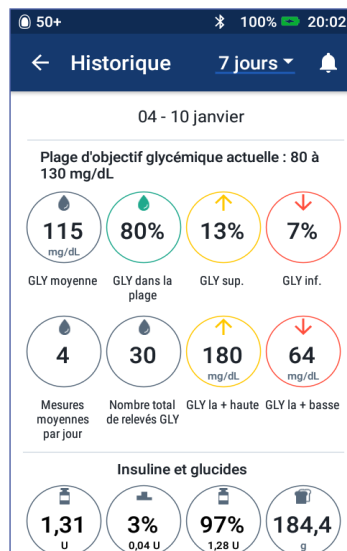 50+ 100% 20:02
Historique 7 jours
04 - 10 janvier
Plage d'objectif glycémique actuelle : 80 à
130 mg/dL
115 80% 13% 7%
mg/dL
GLY moyenne GLY dans la GLY sup. GLY inf.
plage
4 30 180 64
mg/dL mg/dL
Mesures Nombre total GLY la + haute GLY la + basse
moyennes de relevés GLY
par jour
Insuline et glucides
1,31 3% 97% 184,4
U 0,04 U 1,28 U g